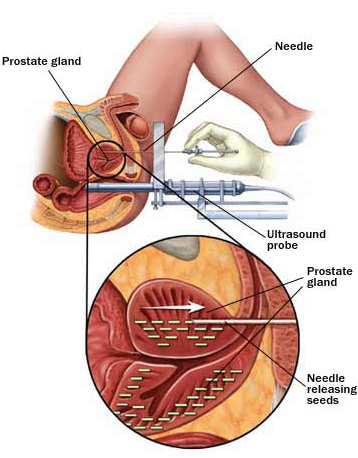 Needle
Prostate gland
Ultrasound
probe
Prostate
gland
Needle
releasing
seeds